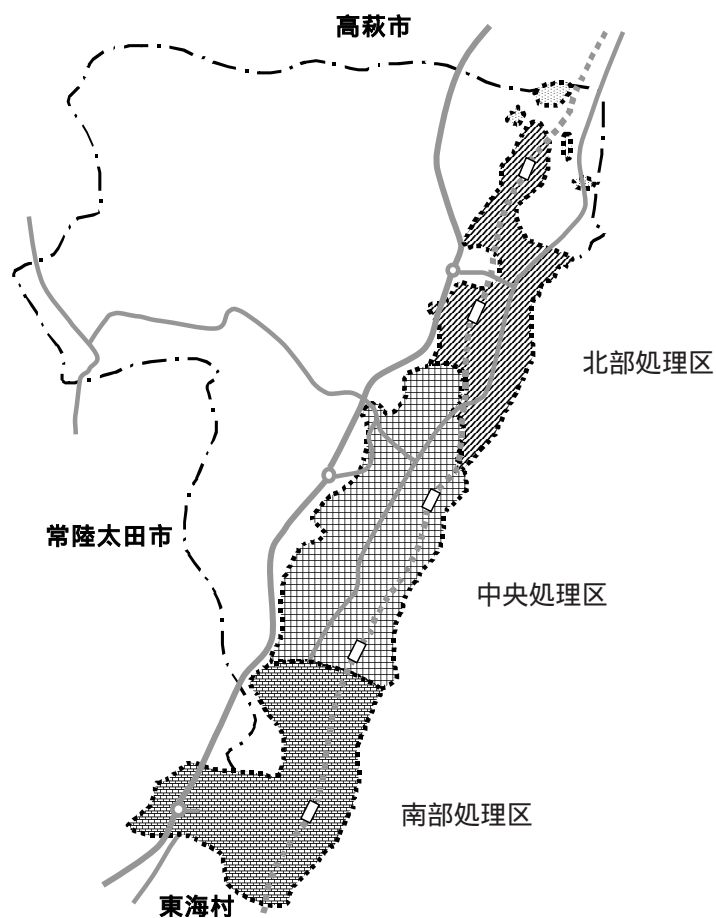 高萩市
北部処理区
常陸太田市
中央処理区
南部処理区
東海村